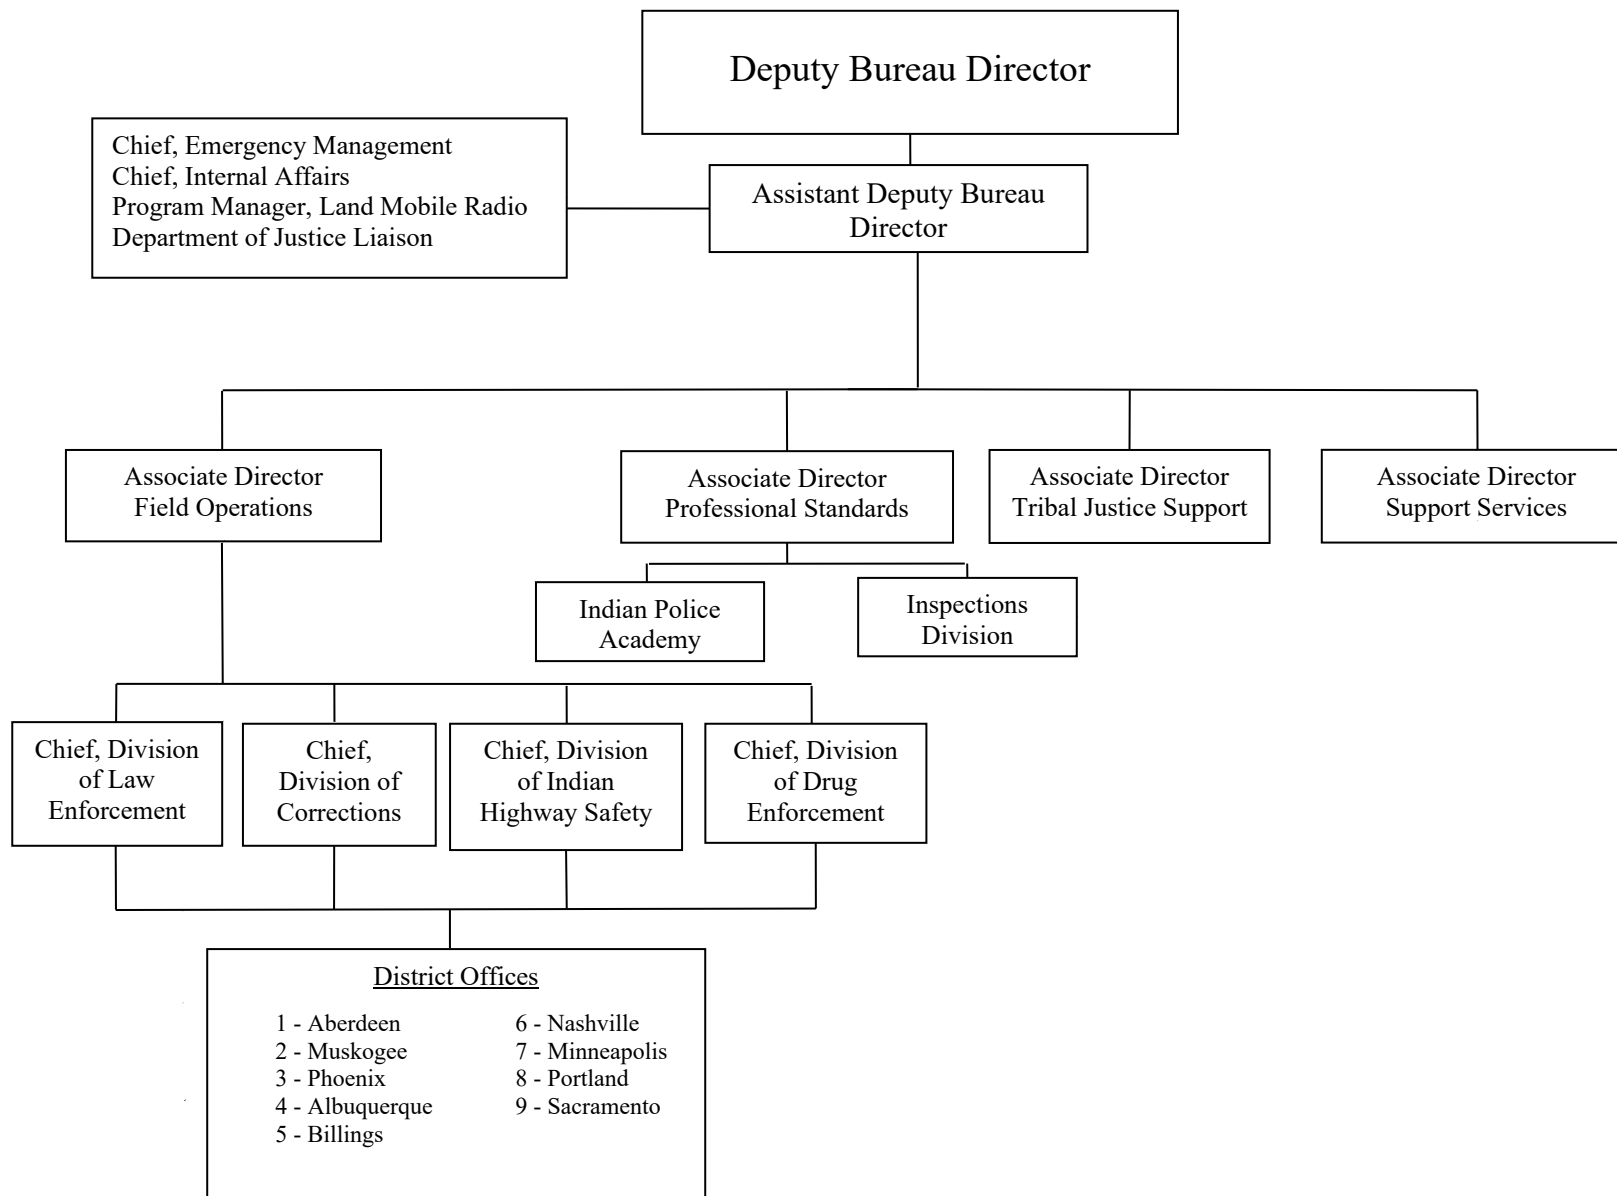 Deputy Bureau Director
Chief, Emergency Management
Chief, Internal Affairs
Program Manager, Land Mobile Radio
Department of Justice Liaison
Assistant Deputy Bureau
Director
Associate Director
Field Operations
Associate Director
Professional Standards
Associate Director
Tribal Justice Support
Associate Director
Support Services
Indian Police
Academy
Inspections
Division
Chief, Division
of Law
Enforcement
Chief,
Division of
Corrections
Chief, Division
of Indian
Highway Safety
Chief, Division
of Drug
Enforcement
District Offices
1 - Aberdeen
2 - Muskogee
3 - Phoenix
4 - Albuquerque
5 - Billings
6 - Nashville
7 - Minneapolis
8 - Portland
9 - Sacramento